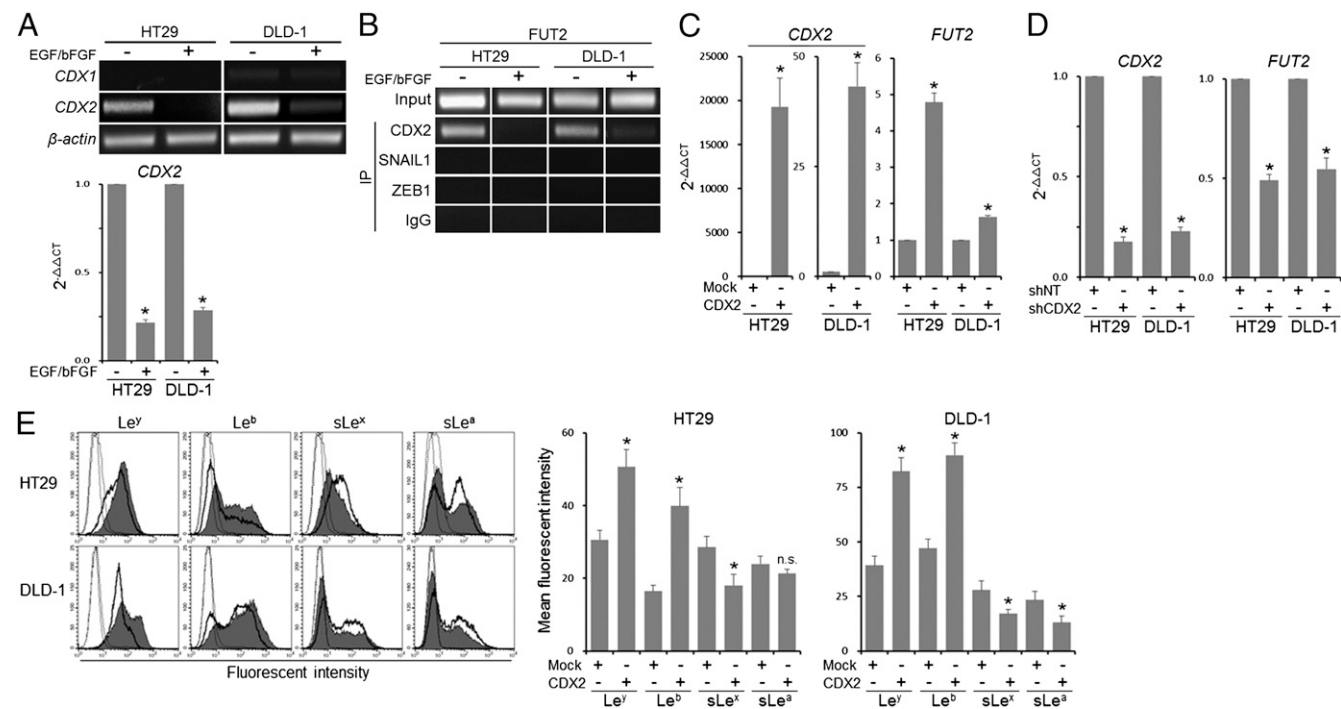 A
HT29 DLD-1
EGF/bFGF - + - +
CDX1
CDX2
β-actin
CDX2
2-ΔΔCT
1.0
0.5
0.0
EGF/bFGF - + - +
* *
HT29 DLD-1
B
FUT2
HT29 DLD-1
EGF/bFGF - + - +
Input
IP
CDX2
SNAIL1
ZEB1
IgG
C
CDX2 FUT2
2-ΔΔCT
25000
20000
15000
10000
5000
0
50
25
0
6
5
4
3
2
1
0
* * * *
Mock + - + - + - + -
CDX2 - + - + - + - +
HT29 DLD-1 HT29 DLD-1
D
CDX2 FUT2
2-ΔΔCT
1.0
0.5
0.0
1.0
0.5
0.0
* * * *
shNT + - + - + - + -
shCDX2 - + - + - + - +
HT29 DLD-1 HT29 DLD-1
E
Leʸ Leᵇ sLeˣ sLeᵃ
HT29
DLD-1
Fluorescent intensity
HT29
Mean fluorescent intensity
60
40
20
0
* * * n.s.
Mock + - + - + - + -
CDX2 - + - + - + - +
Leʸ Leᵇ sLeˣ sLeᵃ
DLD-1
100
75
50
25
0
* * * *
Mock + - + - + - + -
CDX2 - + - + - + - +
Leʸ Leᵇ sLeˣ sLeᵃ